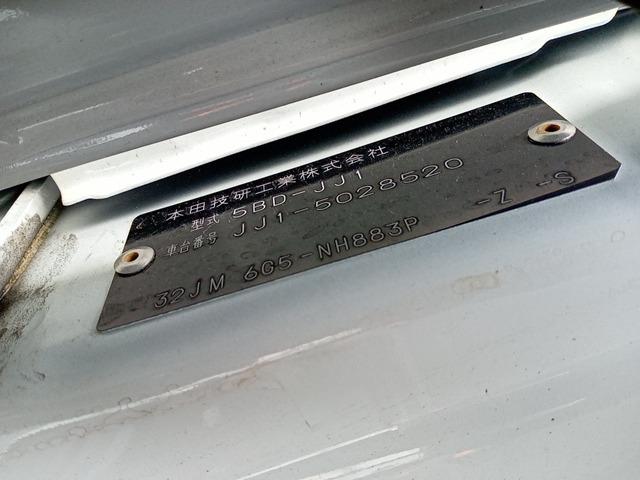 本田技研工業株式会社
型式 5BD-JJ1
車台番号 JJ1-5028520
32JM 6G5-NH883P -Z -S